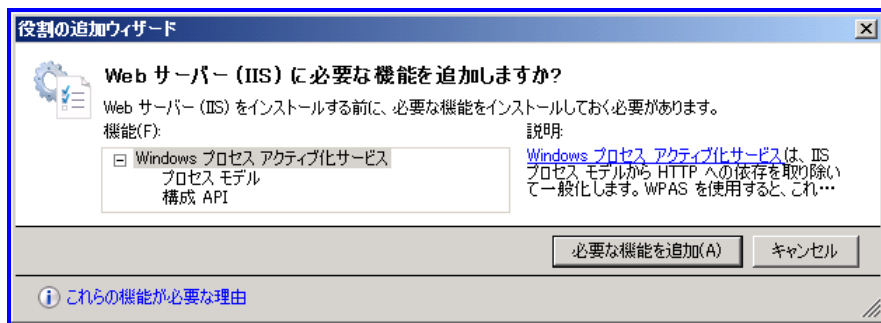 役割の追加ウィザード
Web サーバー (IIS) に必要な機能を追加しますか?
Web サーバー (IIS) をインストールする前に、必要な機能をインストールしておく必要があります。
機能(F):
説明:
Windows プロセス アクティブ化サービス
プロセス モデル
構成 API
Windows プロセス アクティブ化サービスは、IIS
プロセス モデルから HTTP への依存を取り除い
て一般化します。WPAS を使用すると、これ…
必要な機能を追加(A)
キャンセル
これらの機能が必要な理由